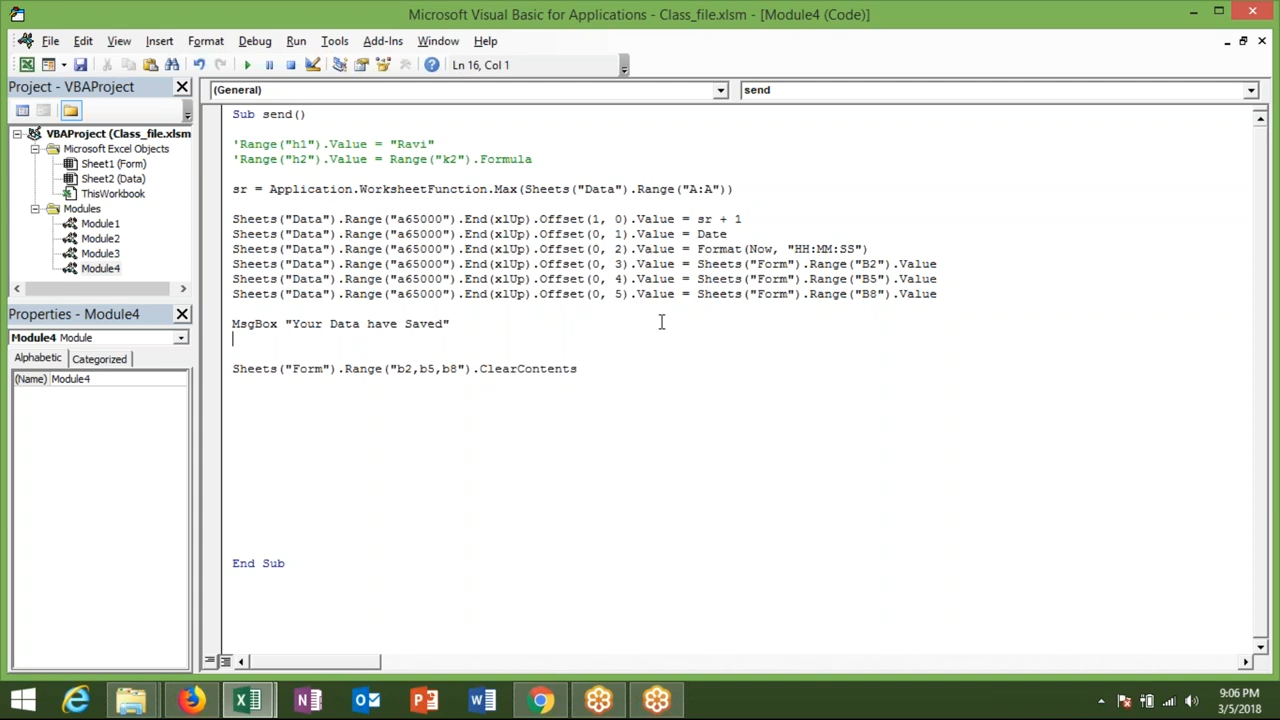 Microsoft Visual Basic for Applications - Class_file.xlsm - [Module4 (Code)]
File Edit View Insert Format Debug Run Tools Add-Ins Window Help
Ln 16, Col 1
Project - VBAProject
(General)
send
VBAProject (Class_file.xlsm
Microsoft Excel Objects
Sheet1 (Form)
Sheet2 (Data)
ThisWorkbook
Modules
Module1
Module2
Module3
Module4
Properties - Module4
Module4 Module
Alphabetic Categorized
(Name) Module4
Sub send()
'Range("h1").Value = "Ravi"
'Range("h2").Value = Range("k2").Formula
sr = Application.WorksheetFunction.Max(Sheets("Data").Range("A:A"))
Sheets("Data").Range("a65000").End(xlUp).Offset(1, 0).Value = sr + 1
Sheets("Data").Range("a65000").End(xlUp).Offset(0, 1).Value = Date
Sheets("Data").Range("a65000").End(xlUp).Offset(0, 2).Value = Format(Now, "HH:MM:SS")
Sheets("Data").Range("a65000").End(xlUp).Offset(0, 3).Value = Sheets("Form").Range("B2").Value
Sheets("Data").Range("a65000").End(xlUp).Offset(0, 4).Value = Sheets("Form").Range("B5").Value
Sheets("Data").Range("a65000").End(xlUp).Offset(0, 5).Value = Sheets("Form").Range("B8").Value
MsgBox "Your Data have Saved"
Sheets("Form").Range("b2,b5,b8").ClearContents
End Sub
9:06 PM
3/5/2018